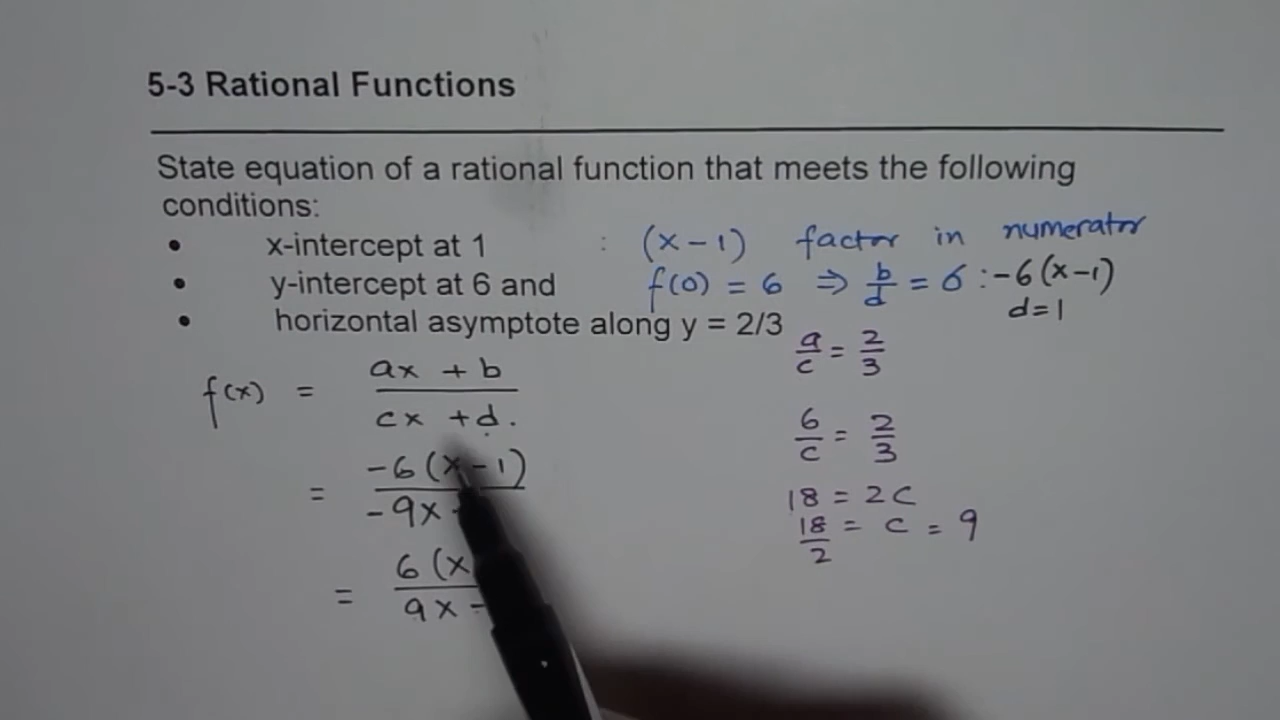 5-3 Rational Functions
State equation of a rational function that meets the following
conditions:
• x-intercept at 1 : (x-1) factor in numerator
• y-intercept at 6 and f(0) = 6 ⇒ b/d = 6 : -6(x-1)
d=1
• horizontal asymptote along y = 2/3
a/c = 2/3
f(x) = ax + b / cx + d.
6/c = 2/3
= -6(x-1) / -9x
18 = 2C
18/2 = c = 9
= 6(x / 9x -